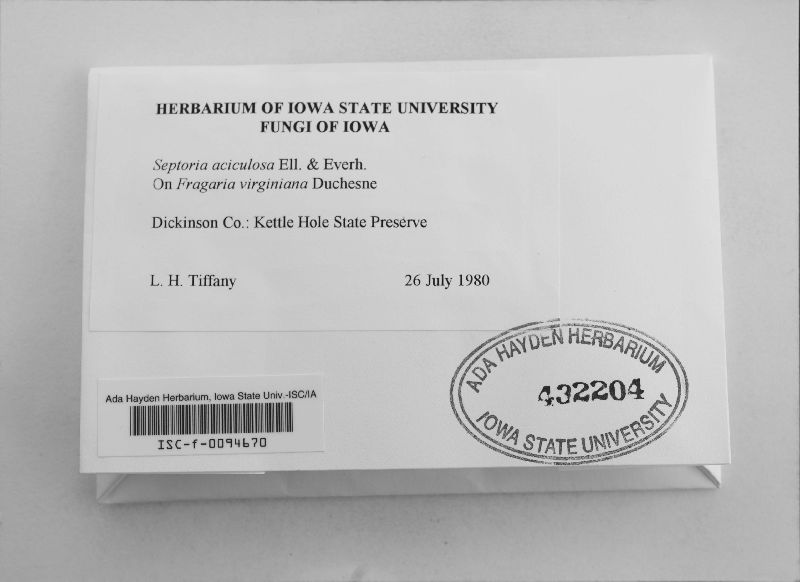 HERBARIUM OF IOWA STATE UNIVERSITY
FUNGI OF IOWA
Septoria aciculosa Ell. & Everh.
On Fragaria virginiana Duchesne
Dickinson Co.: Kettle Hole State Preserve
L. H. Tiffany 26 July 1980
ADA HAYDEN HERBARIUM
432204
IOWA STATE UNIVERSITY
Ada Hayden Herbarium, Iowa State Univ.-ISC/IA
ISC-f-0094670